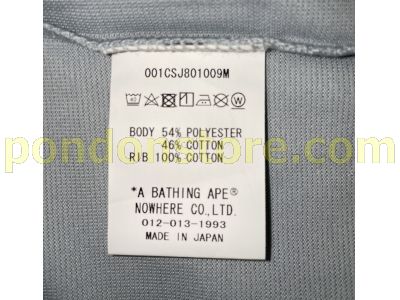 001CSJ801009M
BODY 54% POLYESTER
46% COTTON
RIB 100% COTTON
pondonstore.com
*A BATHING APE®
NOWHERE CO.,LTD.
012-013-1993
MADE IN JAPAN